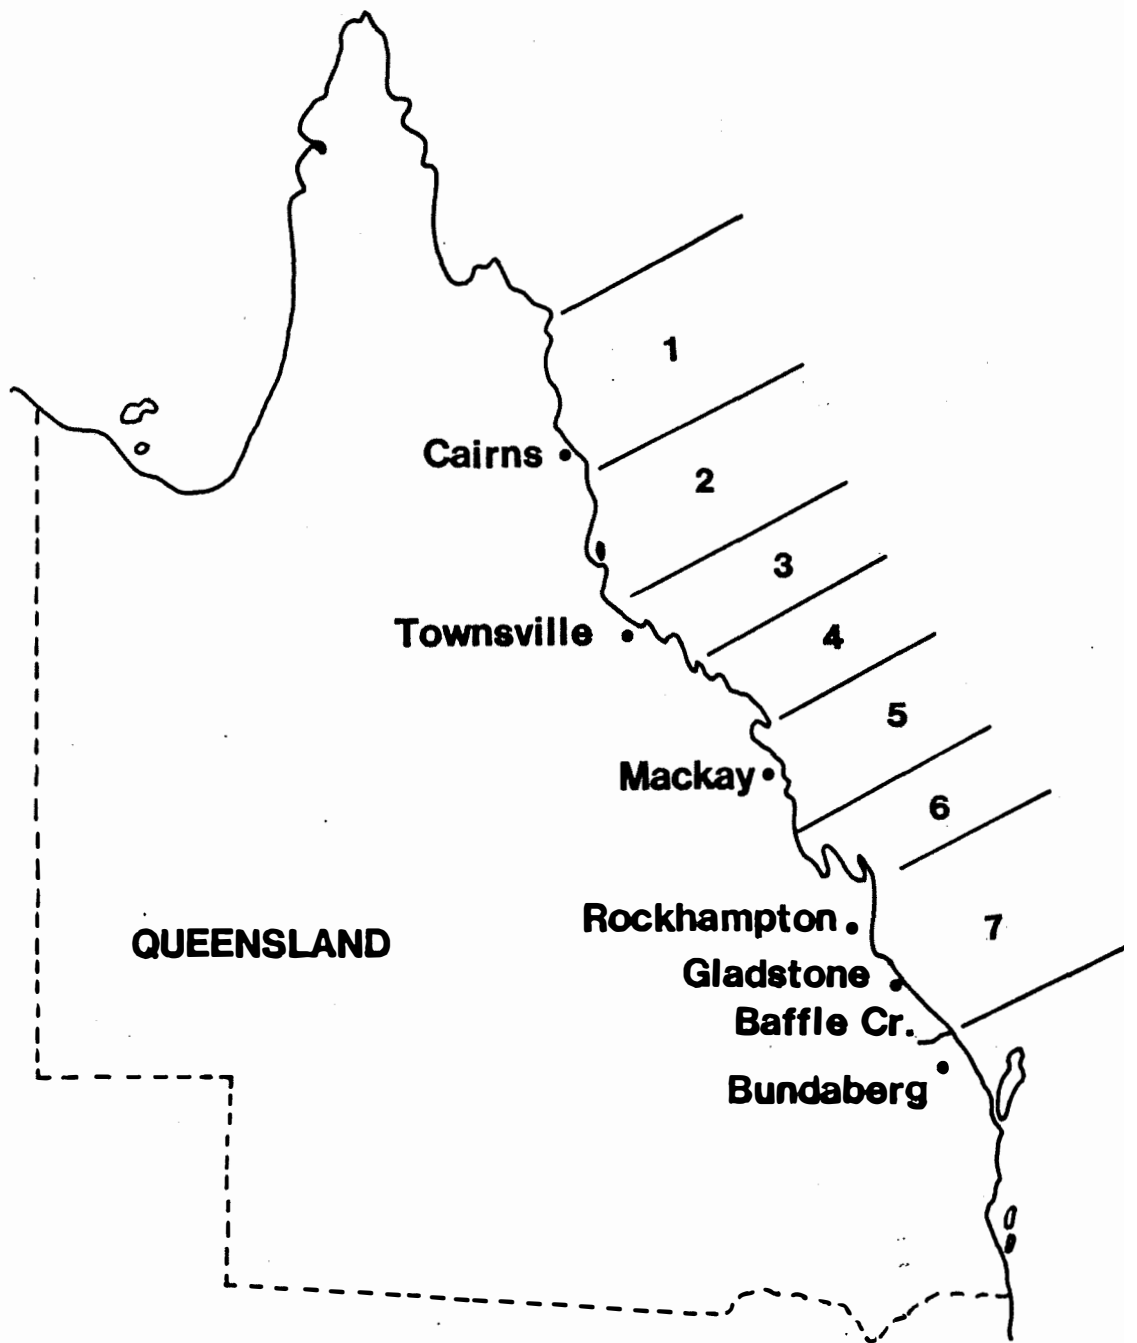 1
Cairns
2
3
Townsville
4
5
Mackay
6
Rockhampton
7
QUEENSLAND
Gladstone
Baffle Cr.
Bundaberg